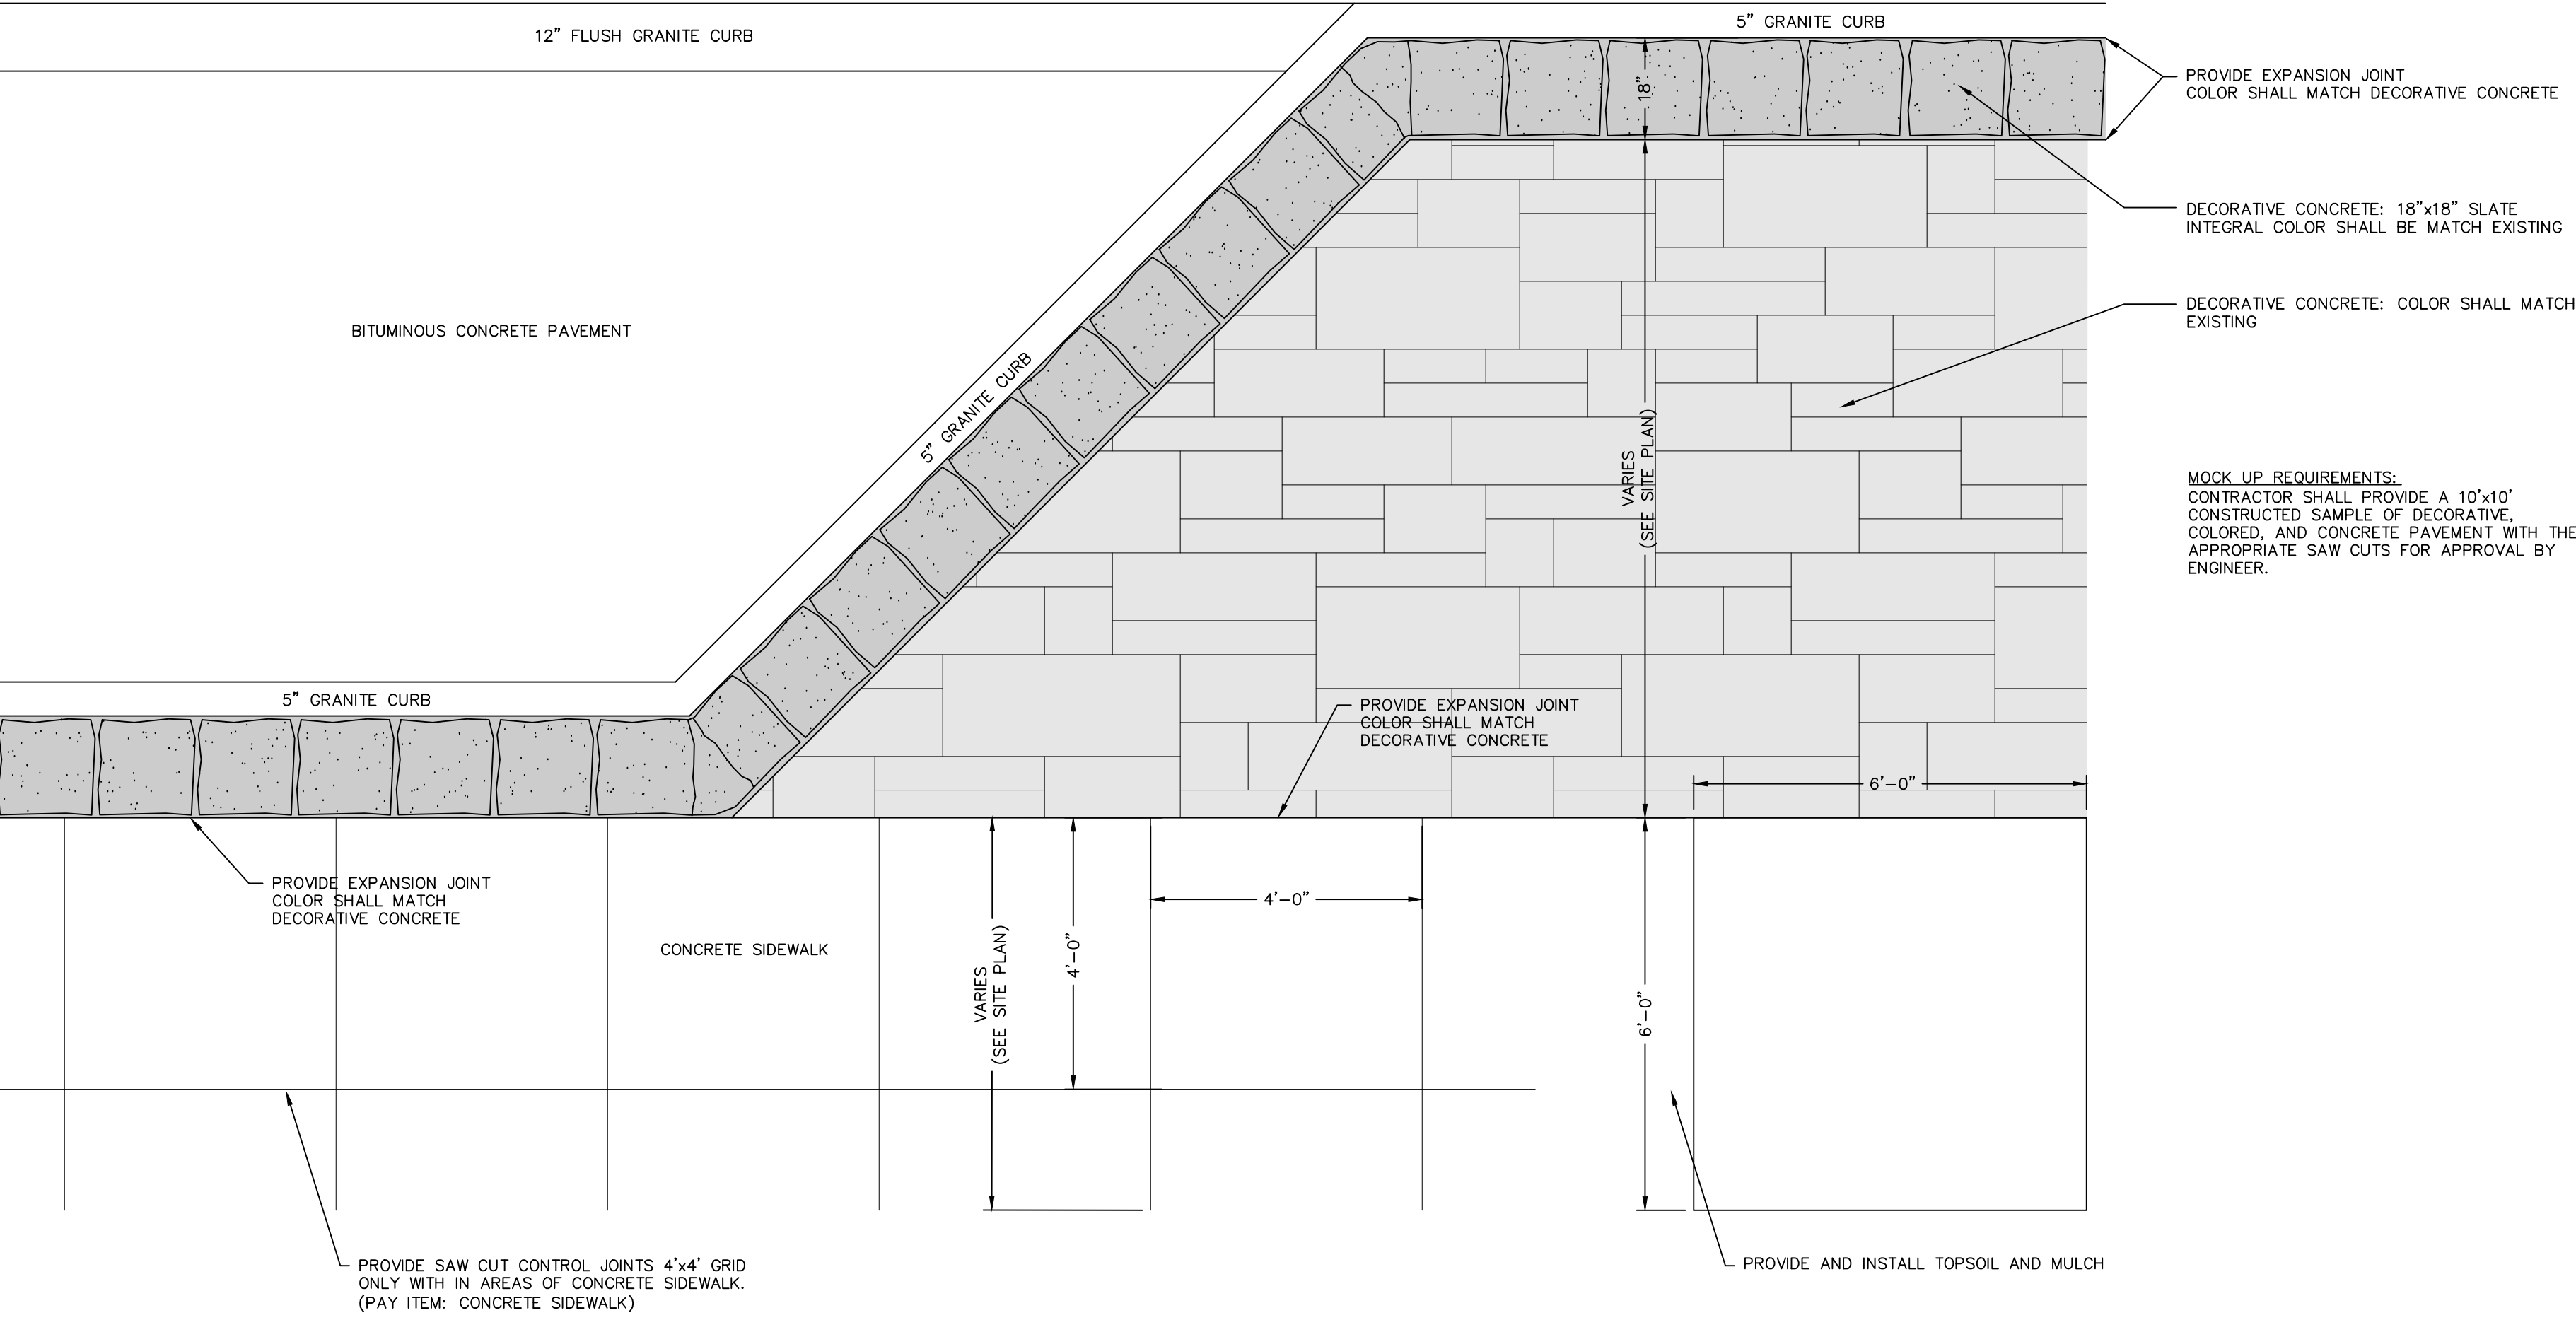 12” FLUSH GRANITE CURB
5” GRANITE CURB
18”
PROVIDE EXPANSION JOINT
COLOR SHALL MATCH DECORATIVE CONCRETE
DECORATIVE CONCRETE: 18”x18” SLATE
INTEGRAL COLOR SHALL BE MATCH EXISTING
DECORATIVE CONCRETE: COLOR SHALL MATCH
EXISTING
BITUMINOUS CONCRETE PAVEMENT
5” GRANITE CURB
VARIES
(SEE SITE PLAN)
MOCK UP REQUIREMENTS:
CONTRACTOR SHALL PROVIDE A 10’x10’
CONSTRUCTED SAMPLE OF DECORATIVE,
COLORED, AND CONCRETE PAVEMENT WITH THE
APPROPRIATE SAW CUTS FOR APPROVAL BY
ENGINEER.
5” GRANITE CURB
PROVIDE EXPANSION JOINT
COLOR SHALL MATCH
DECORATIVE CONCRETE
6’-0”
PROVIDE EXPANSION JOINT
COLOR SHALL MATCH
DECORATIVE CONCRETE
CONCRETE SIDEWALK
VARIES
(SEE SITE PLAN)
4’-0”
4’-0”
6’-0”
PROVIDE SAW CUT CONTROL JOINTS 4’x4’ GRID
ONLY WITH IN AREAS OF CONCRETE SIDEWALK.
(PAY ITEM: CONCRETE SIDEWALK)
PROVIDE AND INSTALL TOPSOIL AND MULCH